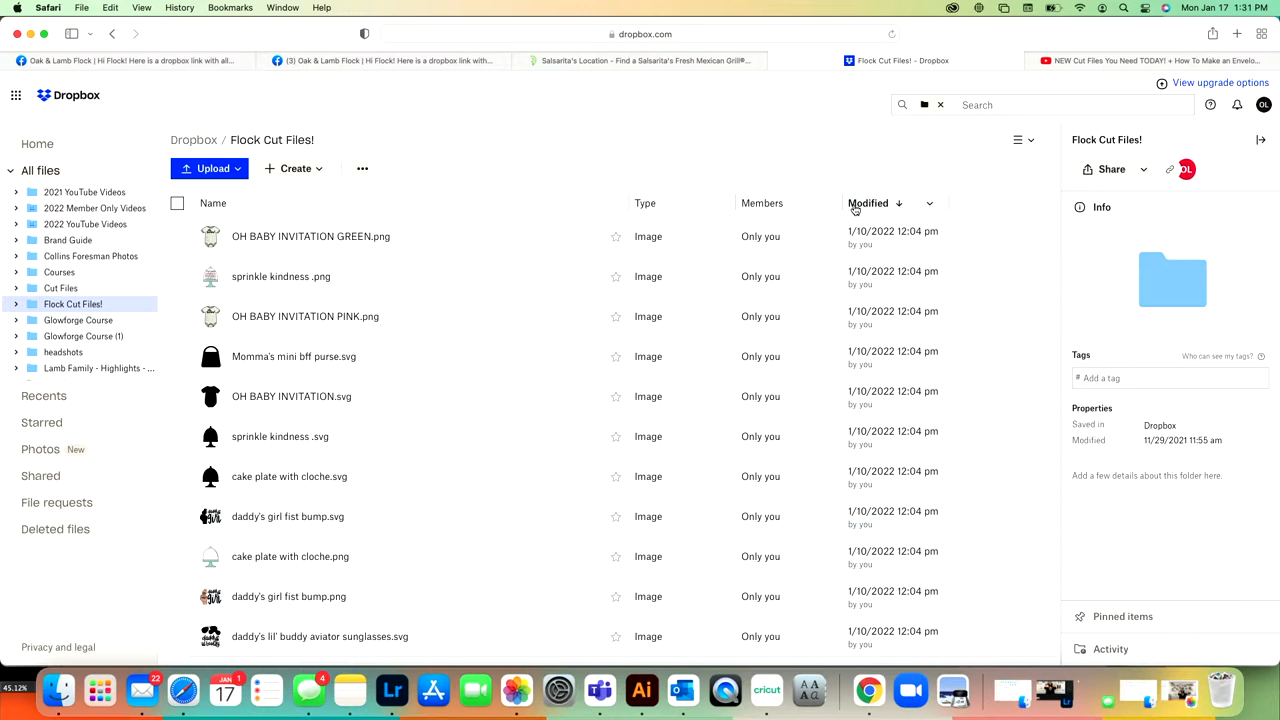 Safari File Edit View History Bookmarks Window Help Mon Jan 17 1:31 PM
dropbox.com
Oak & Lamb Flock | Hi Flock! Here is a dropbox link with all... (3) Oak & Lamb Flock | Hi Flock! Here is a dropbox link with... Salsarita's Location - Find a Salsarita's Fresh Mexican Grill®... Flock Cut Files! - Dropbox NEW Cut Files You Need TODAY! + How To Make an Envelo...
View upgrade options
Dropbox Search OL
Home Dropbox / Flock Cut Files! Flock Cut Files!
All files Upload + Create ... Share OL
2021 YouTube Videos
2022 Member Only Videos Name Type Members Modified Info
2022 YouTube Videos
Brand Guide OH BABY INVITATION GREEN.png Image Only you 1/10/2022 12:04 pm
by you
Collins Foresman Photos
Courses sprinkle kindness .png Image Only you 1/10/2022 12:04 pm
by you
Cut Files
Flock Cut Files! OH BABY INVITATION PINK.png Image Only you 1/10/2022 12:04 pm
by you
Glowforge Course
Glowforge Course (1)
headshots Momma's mini bff purse.svg Image Only you 1/10/2022 12:04 pm
by you
Tags Who can see my tags?
Lamb Family - Highlights - ...
# Add a tag
Recents OH BABY INVITATION.svg Image Only you 1/10/2022 12:04 pm
by you
Properties
Starred
Saved in Dropbox
Photos New sprinkle kindness .svg Image Only you 1/10/2022 12:04 pm
by you
Modified 11/29/2021 11:55 am
Shared cake plate with cloche.svg Image Only you 1/10/2022 12:04 pm
by you
Add a few details about this folder here.
File requests
Deleted files daddy's girl fist bump.svg Image Only you 1/10/2022 12:04 pm
by you
cake plate with cloche.png Image Only you 1/10/2022 12:04 pm
by you
daddy's girl fist bump.png Image Only you 1/10/2022 12:04 pm
by you
Pinned items
daddy's lil' buddy aviator sunglasses.svg Image Only you 1/10/2022 12:04 pm
by you
Privacy and legal Activity
45.12% 22 JAN 17 1 4 Lr Ai cricut